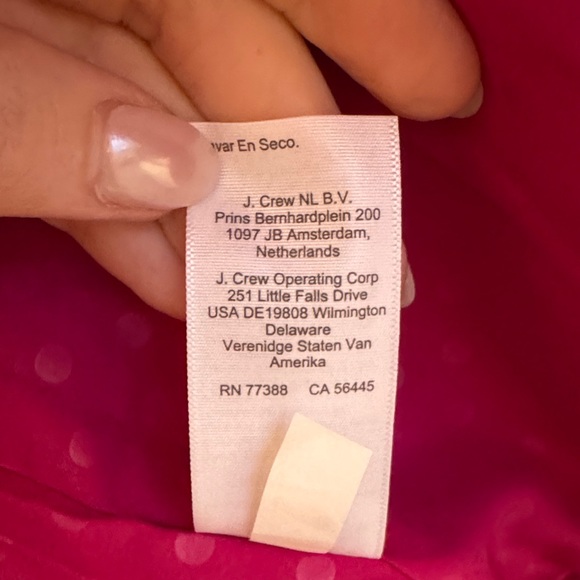 En Seco.
J. Crew NL B.V.
Prins Bernhardplein 200
1097 JB Amsterdam,
Netherlands
J. Crew Operating Corp
251 Little Falls Drive
USA DE19808 Wilmington
Delaware
Verenidge Staten Van
Amerika
RN 77388 CA 56445